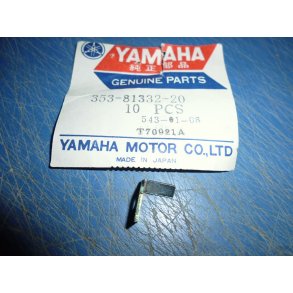 YAMAHA
純正部品
GENUINE PARTS
353-81332-20
10 PCS
543-01-08
T70921A
YAMAHA MOTOR CO., LTD
MADE IN JAPAN